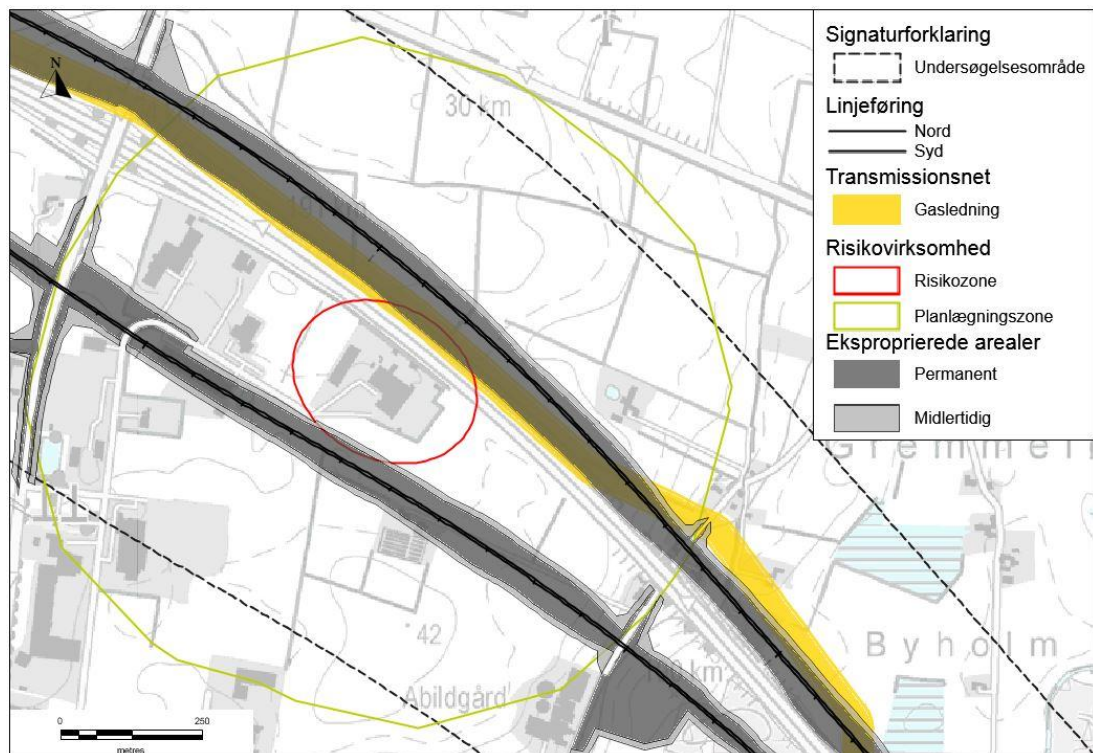 Signaturforklaring
Undersøgelsesområde
Linjeføring
Nord
Syd
Transmissionsnet
Gasledning
Risikovirksomhed
Risikozone
Planlægningszone
Eksproprierede arealer
Permanent
Midlertidig
N
30 km
42
Abildgård
km
Byholm
0
250
metres